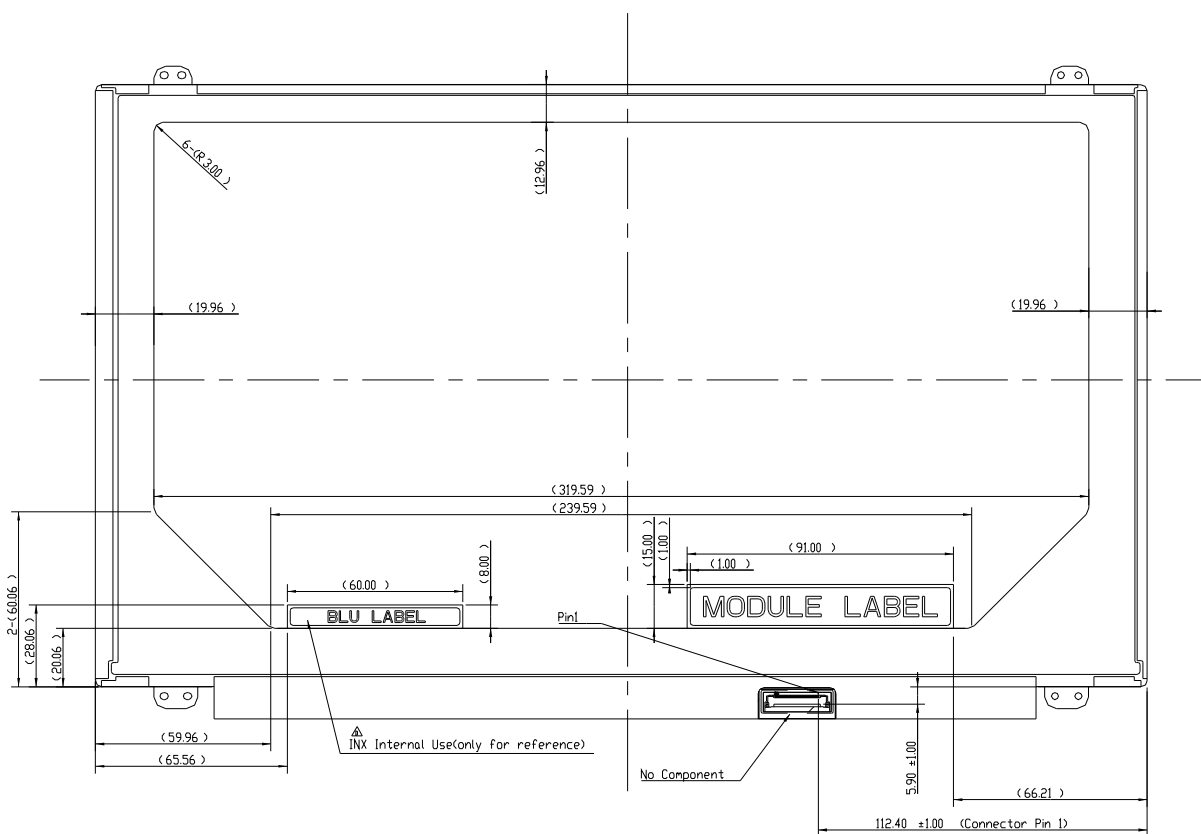 6-(R 3.00 )
(12.96 )
(19.96 )
(19.96 )
(319.59 )
(239.59 )
(15.00 )
(1.00 )
(91.00 )
(1.00 )
(8.00 )
(60.00 )
BLU LABEL
MODULE LABEL
Pin1
2-(60.06 )
(28.06 )
(20.06 )
(59.96 )
(65.56 )
INX Internal Use(only for reference)
No Component
5.90 ±1.00
(66.21 )
112.40 ±1.00 (Connector Pin 1)